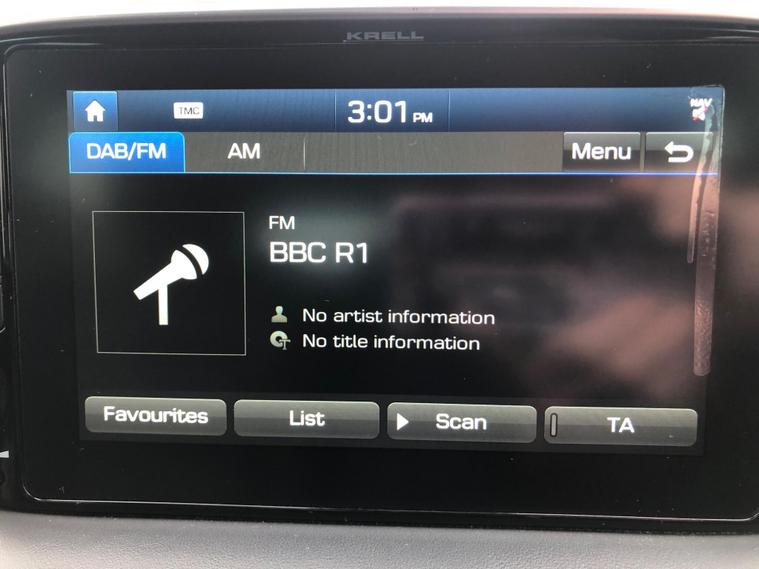 KRELL
TMC 3:01 PM NAV
DAB/FM AM Menu
FM
BBC R1
No artist information
No title information
Favourites List Scan TA